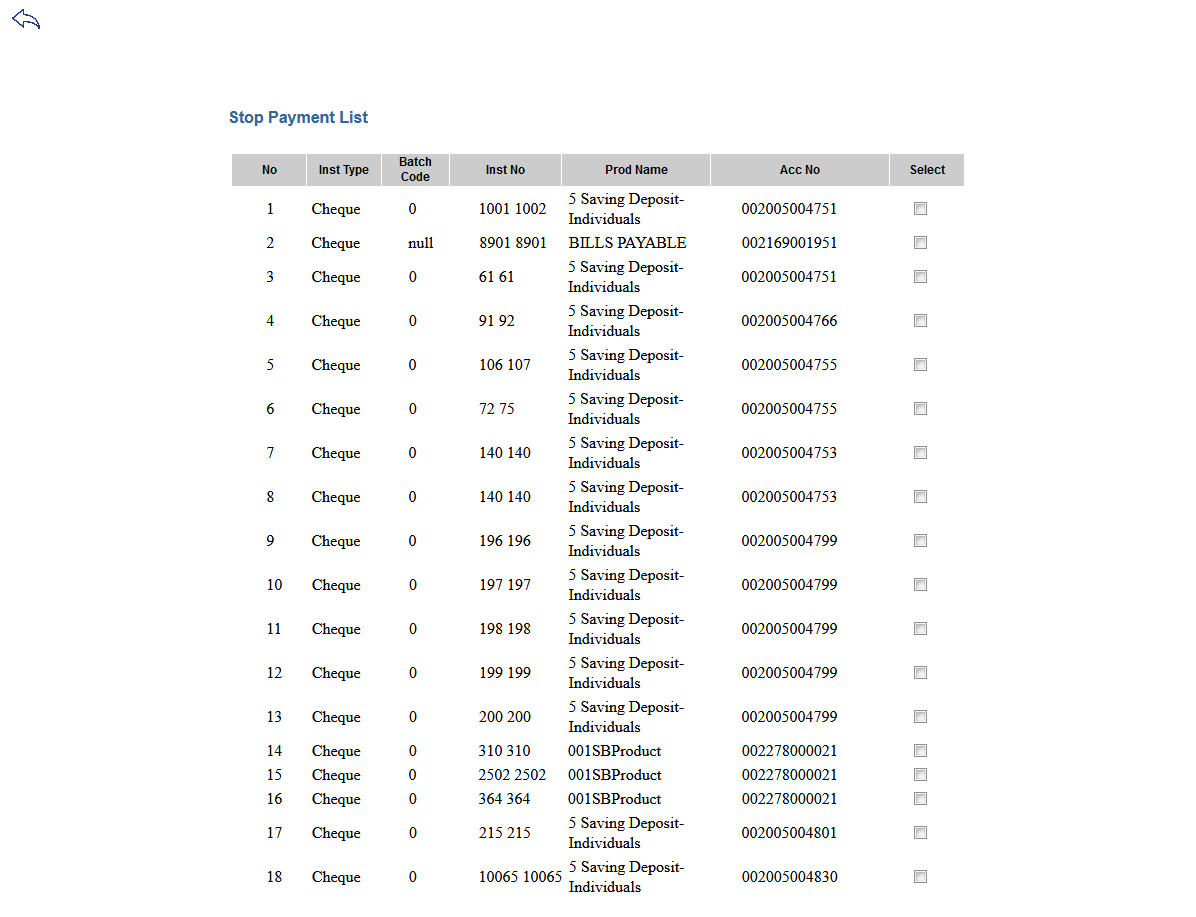 Stop Payment List
No Inst Type Batch Code Inst No Prod Name Acc No Select
1 Cheque 0 1001 1002 5 Saving Deposit-Individuals 002005004751
2 Cheque null 8901 8901 BILLS PAYABLE 002169001951
3 Cheque 0 61 61 5 Saving Deposit-Individuals 002005004751
4 Cheque 0 91 92 5 Saving Deposit-Individuals 002005004766
5 Cheque 0 106 107 5 Saving Deposit-Individuals 002005004755
6 Cheque 0 72 75 5 Saving Deposit-Individuals 002005004755
7 Cheque 0 140 140 5 Saving Deposit-Individuals 002005004753
8 Cheque 0 140 140 5 Saving Deposit-Individuals 002005004753
9 Cheque 0 196 196 5 Saving Deposit-Individuals 002005004799
10 Cheque 0 197 197 5 Saving Deposit-Individuals 002005004799
11 Cheque 0 198 198 5 Saving Deposit-Individuals 002005004799
12 Cheque 0 199 199 5 Saving Deposit-Individuals 002005004799
13 Cheque 0 200 200 5 Saving Deposit-Individuals 002005004799
14 Cheque 0 310 310 001SBProduct 002278000021
15 Cheque 0 2502 2502 001SBProduct 002278000021
16 Cheque 0 364 364 001SBProduct 002278000021
17 Cheque 0 215 215 5 Saving Deposit-Individuals 002005004801
18 Cheque 0 10065 10065 5 Saving Deposit-Individuals 002005004830